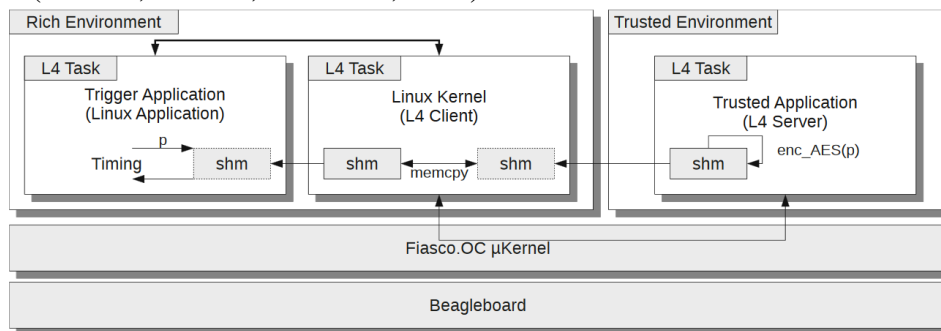 Rich Environment
Trusted Environment
L4 Task
L4 Task
L4 Task
Trigger Application
(Linux Application)
Linux Kernel
(L4 Client)
Trusted Application
(L4 Server)
p
Timing
shm
shm
memcpy
shm
shm
enc_AES(p)
Fiasco.OC µKernel
Beagleboard